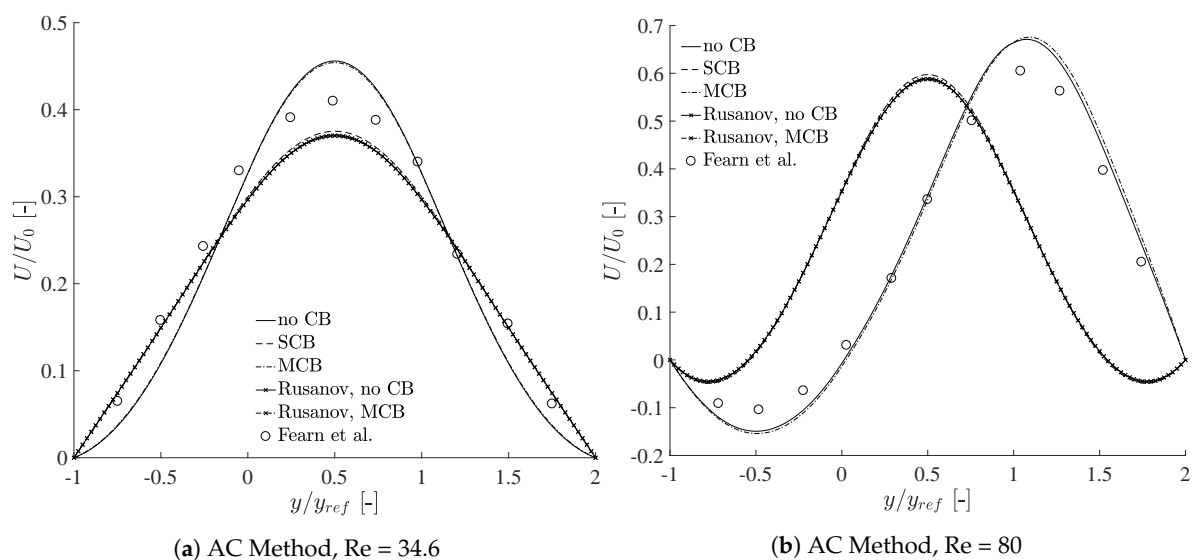 0.5
0.4
0.3
0.2
0.1
0
U/U0 [-]
no CB
SCB
MCB
Rusanov, no CB
Rusanov, MCB
Fearn et al.
-1 -0.5 0 0.5 1 1.5 2
y/yref [-]
(a) AC Method, Re = 34.6
0.7
0.6
0.5
0.4
0.3
0.2
0.1
0
-0.1
-0.2
U/U0 [-]
no CB
SCB
MCB
Rusanov, no CB
Rusanov, MCB
Fearn et al.
-1 -0.5 0 0.5 1 1.5 2
y/yref [-]
(b) AC Method, Re = 80